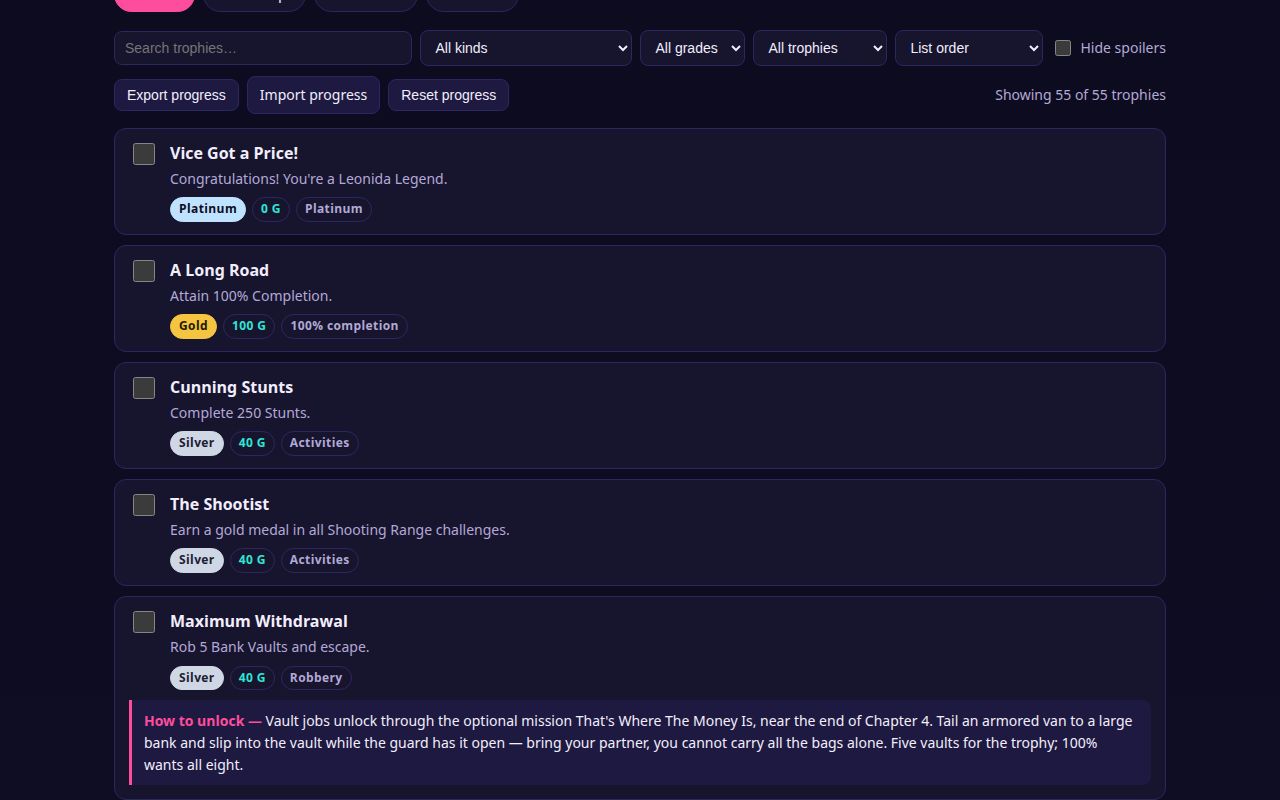 Search trophies…
All kinds
All grades
All trophies
List order
Hide spoilers
Export progress
Import progress
Reset progress
Showing 55 of 55 trophies
Vice Got a Price!
Congratulations! You're a Leonida Legend.
Platinum
0 G
Platinum
A Long Road
Attain 100% Completion.
Gold
100 G
100% completion
Cunning Stunts
Complete 250 Stunts.
Silver
40 G
Activities
The Shootist
Earn a gold medal in all Shooting Range challenges.
Silver
40 G
Activities
Maximum Withdrawal
Rob 5 Bank Vaults and escape.
Silver
40 G
Robbery
How to unlock — Vault jobs unlock through the optional mission That's Where The Money Is, near the end of Chapter 4. Tail an armored van to a large
bank and slip into the vault while the guard has it open — bring your partner, you cannot carry all the bags alone. Five vaults for the trophy; 100%
wants all eight.